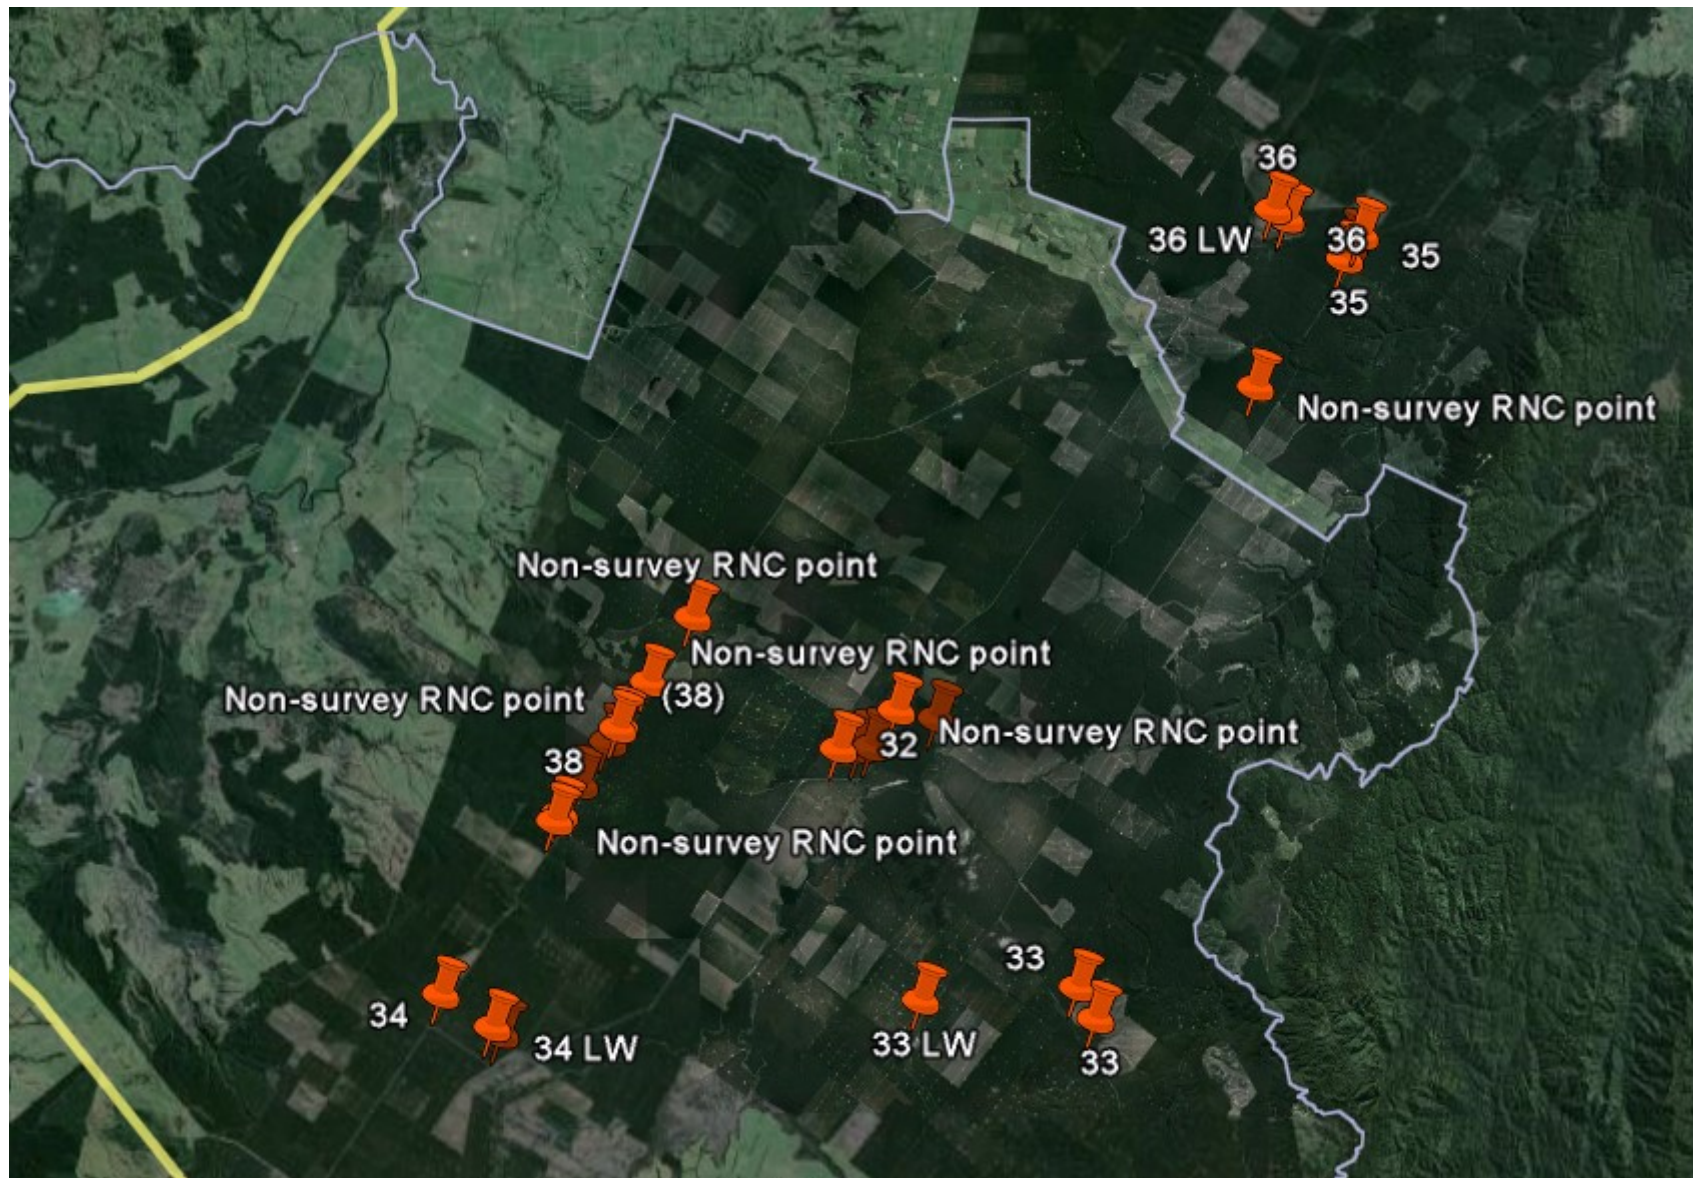 36
36 LW
36
35
35
Non-survey RNC point
Non-survey RNC point
Non-survey RNC point
Non-survey RNC point
(38)
Non-survey RNC point
32
38
Non-survey RNC point
33
34
33 LW
34 LW
33